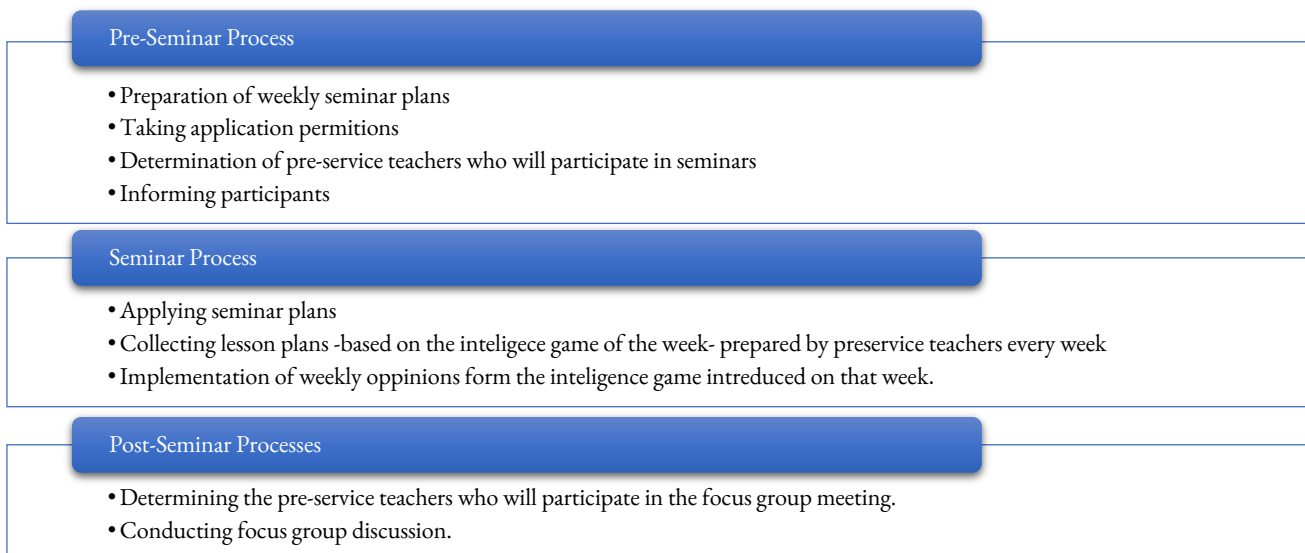 Pre-Seminar Process
• Preparation of weekly seminar plans
• Taking application permitions
• Determination of pre-service teachers who will participate in seminars
• Informing participants
Seminar Process
• Applying seminar plans
• Collecting lesson plans -based on the inteligece game of the week- prepared by preservice teachers every week
• Implementation of weekly oppinions form the inteligence game intreduced on that week.
Post-Seminar Processes
• Determining the pre-service teachers who will participate in the focus group meeting.
• Conducting focus group discussion.